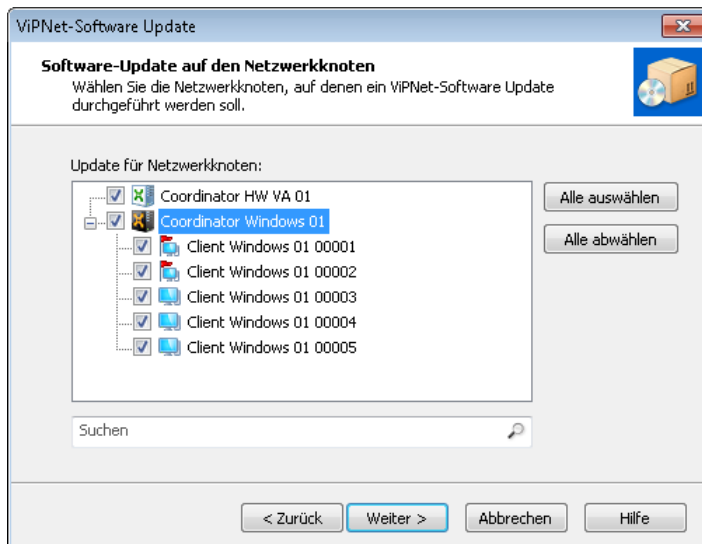 ViPNet-Software Update
Software-Update auf den Netzwerkknoten
Wählen Sie die Netzwerkknoten, auf denen ein ViPNet-Software Update
durchgeführt werden soll.
Update für Netzwerkknoten:
Coordinator HW VA 01
Coordinator Windows 01
Client Windows 01 00001
Client Windows 01 00002
Client Windows 01 00003
Client Windows 01 00004
Client Windows 01 00005
Alle auswählen
Alle abwählen
Suchen
< Zurück
Weiter >
Abbrechen
Hilfe